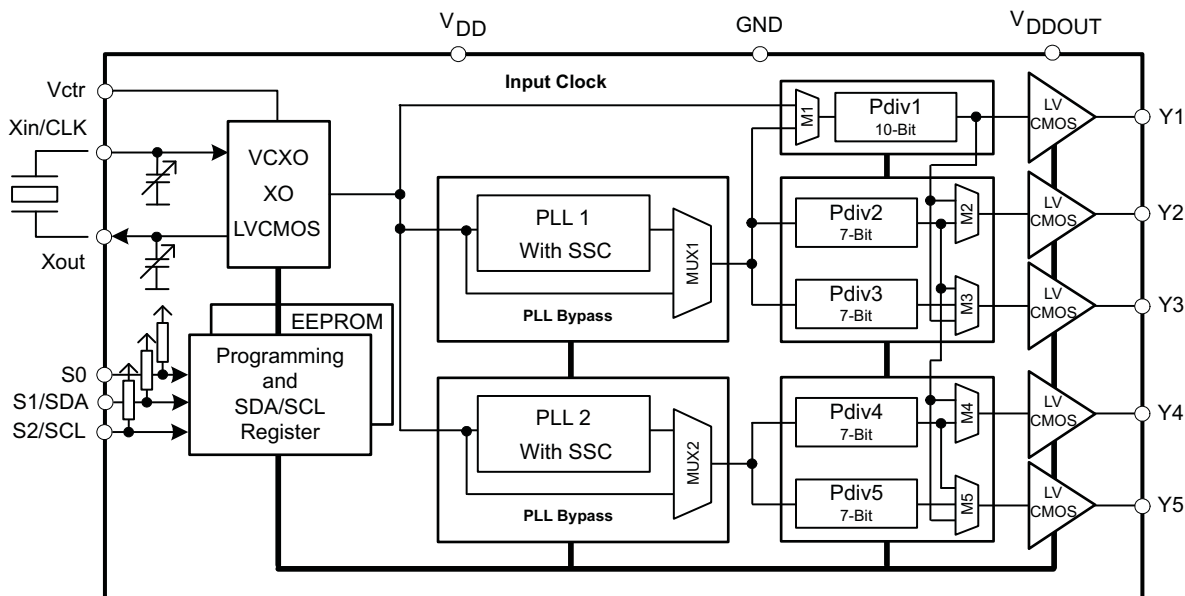 VDD
GND
VDDOUT
Vctr
Input Clock
Xin/CLK
VCXO
XO
LVCMOS
Xout
M1
Pdiv1
10-Bit
LV
CMOS
Y1
PLL 1
With SSC
MUX1
PLL Bypass
Pdiv2
7-Bit
M2
LV
CMOS
Y2
Pdiv3
7-Bit
M3
LV
CMOS
Y3
EEPROM
Programming
and
SDA/SCL
Register
S0
S1/SDA
S2/SCL
PLL 2
With SSC
MUX2
PLL Bypass
Pdiv4
7-Bit
M4
LV
CMOS
Y4
Pdiv5
7-Bit
M5
LV
CMOS
Y5